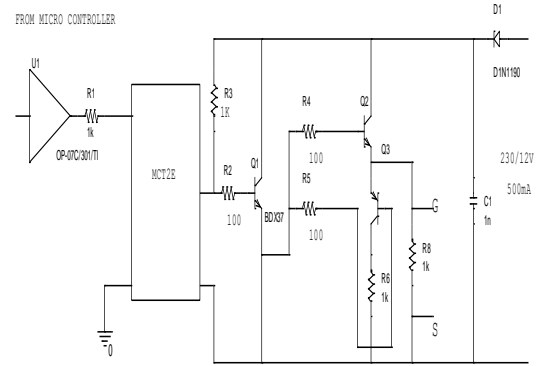 FROM MICRO CONTROLLER
D1
U1
D1N1190
R1
1k
OP-07C/301/TI
MCT2E
R3
1K
R2
100
Q1
BDX37
R4
100
R5
100
Q2
Q3
R6
1k
G
R8
1k
S
C1
1n
230/12V
500mA
0